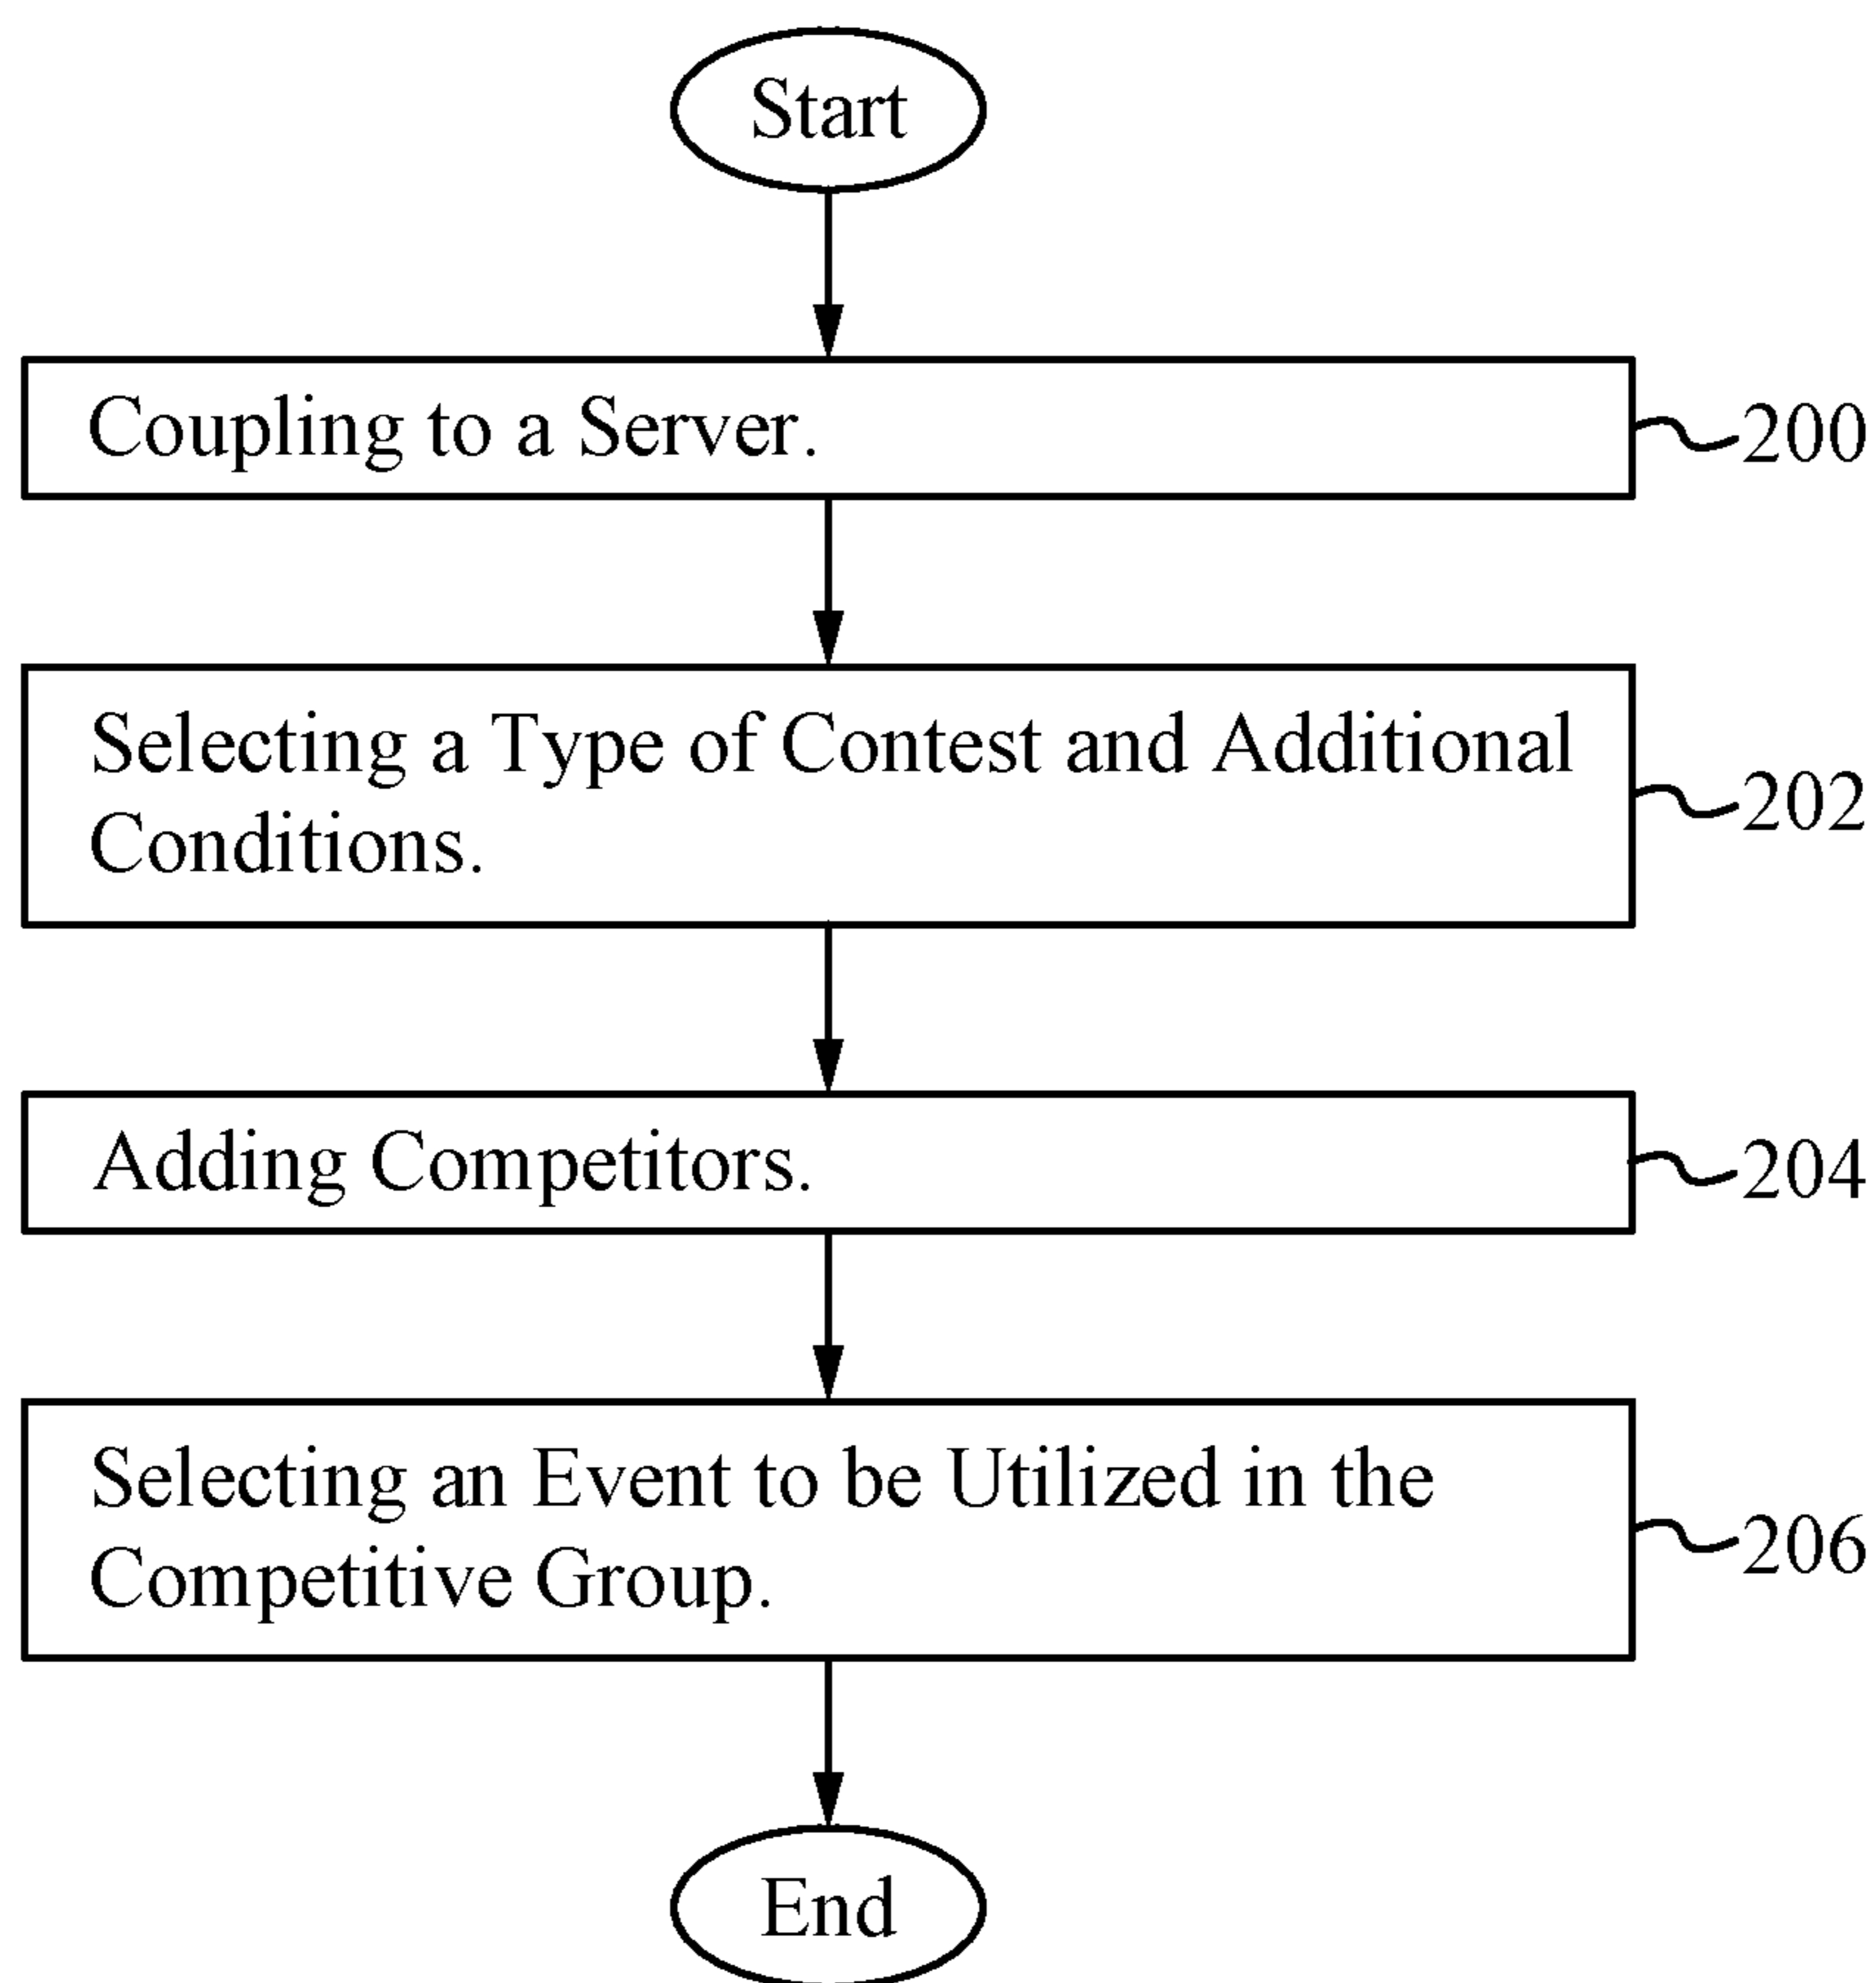 Start
Coupling to a Server.
200
Selecting a Type of Contest and Additional
Conditions.
202
Adding Competitors.
204
Selecting an Event to be Utilized in the
Competitive Group.
206
End